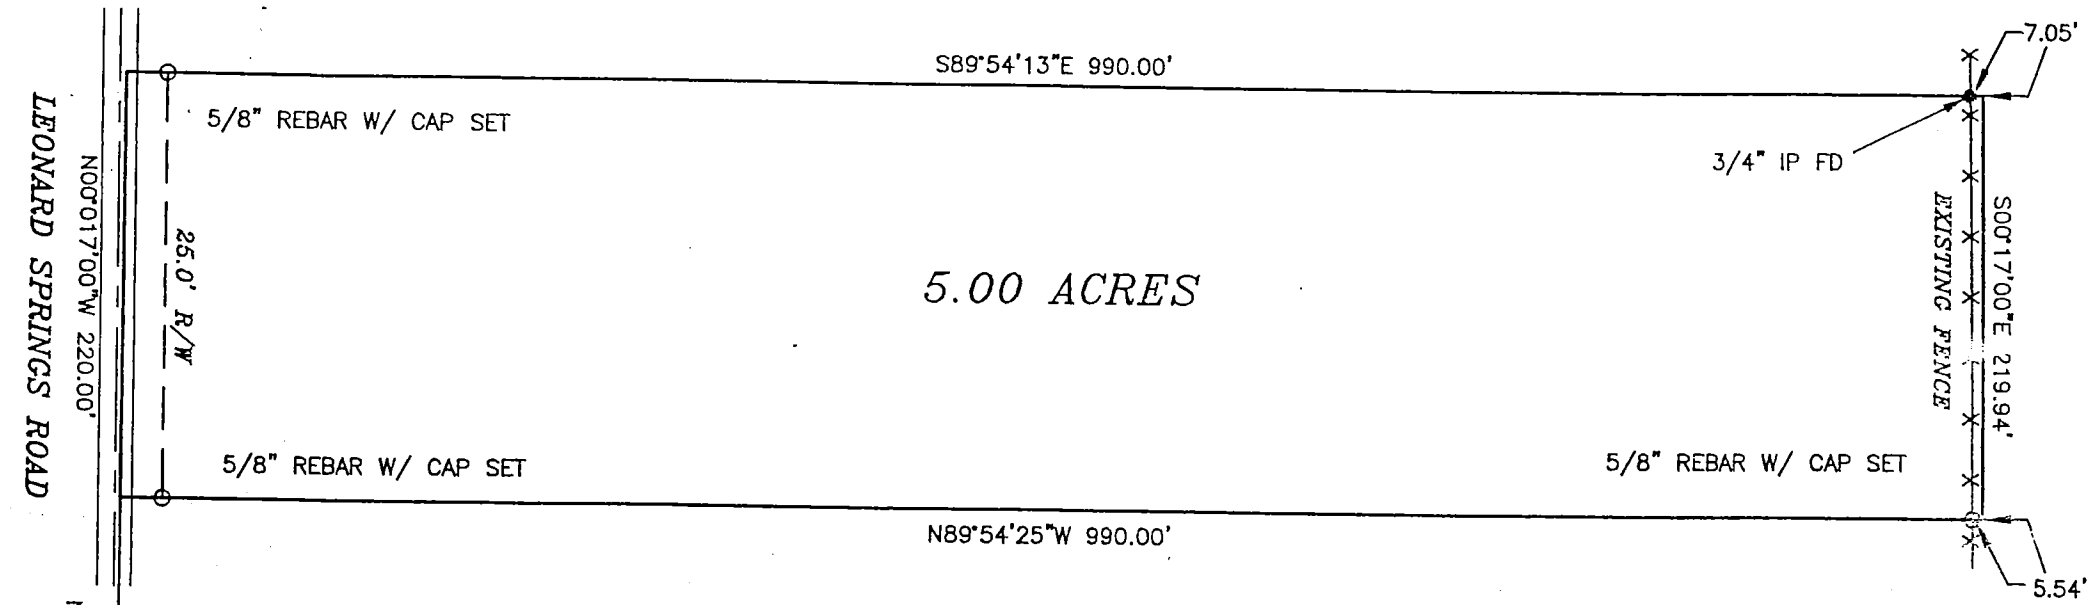 7.05'
S89°54'13"E 990.00'
5/8" REBAR W/ CAP SET
3/4" IP FD
LEONARD SPRINGS ROAD
N00°017'00"W 220.00'
25.0' R/W
5.00 ACRES
EXISTING FENCE
S00°17'00"E 219.94'
5/8" REBAR W/ CAP SET
5/8" REBAR W/ CAP SET
N89°54'25"W 990.00'
5.54'